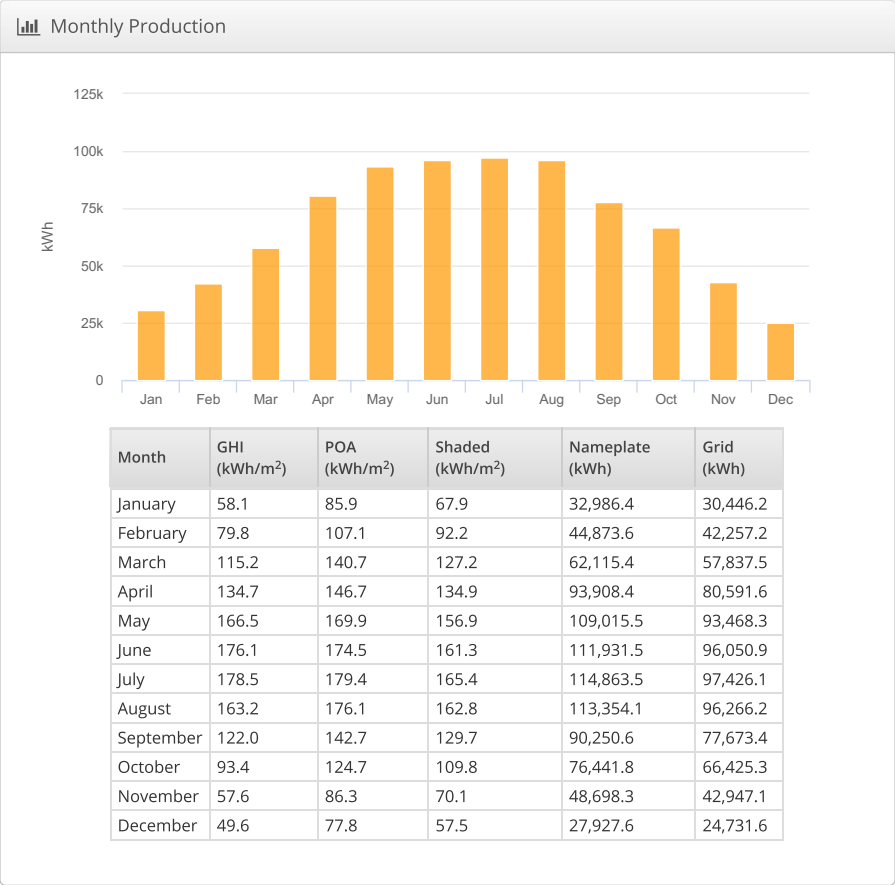 Monthly Production
125k
100k
75k
50k
25k
0
kWh
Jan Feb Mar Apr May Jun Jul Aug Sep Oct Nov Dec
Month GHI (kWh/m²) POA (kWh/m²) Shaded (kWh/m²) Nameplate (kWh) Grid (kWh)
January 58.1 85.9 67.9 32,986.4 30,446.2
February 79.8 107.1 92.2 44,873.6 42,257.2
March 115.2 140.7 127.2 62,115.4 57,837.5
April 134.7 146.7 134.9 93,908.4 80,591.6
May 166.5 169.9 156.9 109,015.5 93,468.3
June 176.1 174.5 161.3 111,931.5 96,050.9
July 178.5 179.4 165.4 114,863.5 97,426.1
August 163.2 176.1 162.8 113,354.1 96,266.2
September 122.0 142.7 129.7 90,250.6 77,673.4
October 93.4 124.7 109.8 76,441.8 66,425.3
November 57.6 86.3 70.1 48,698.3 42,947.1
December 49.6 77.8 57.5 27,927.6 24,731.6